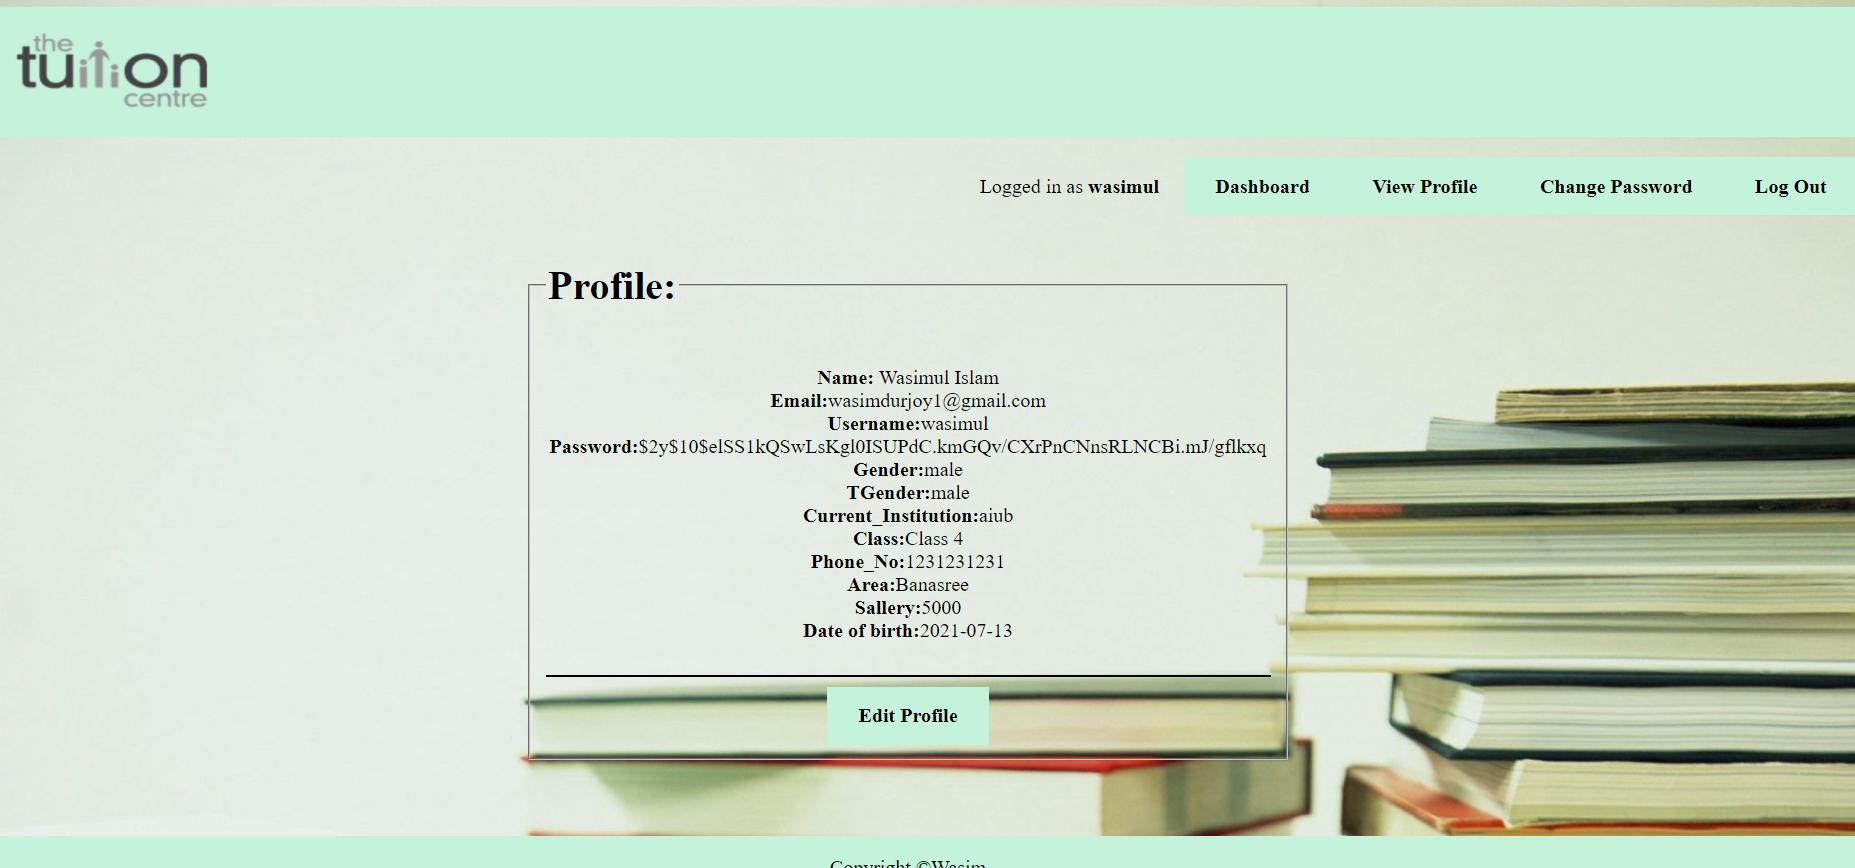 the
tuition
centre
Logged in as wasimul Dashboard View Profile Change Password Log Out
Profile:
Name: Wasimul Islam
Email:wasimdurjoy1@gmail.com
Username:wasimul
Password:$2y$10$elSS1kQSwLsKgl0ISUPdC.kmGQv/CXrPnCNnsRLNCBi.mJ/gflkxq
Gender:male
TGender:male
Current_Institution:aiub
Class:Class 4
Phone_No:1231231231
Area:Banasree
Sallery:5000
Date of birth:2021-07-13
Edit Profile
Copyright ©Wasim